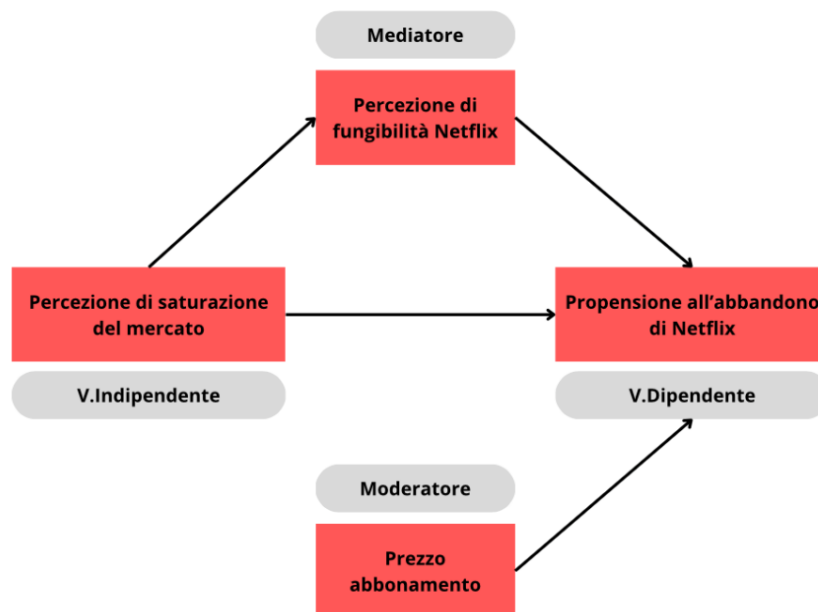 Mediatore
Percezione di
fungibilità Netflix
Percezione di saturazione
del mercato
Propensione all'abbandono
di Netflix
V.Indipendente
V.Dipendente
Moderatore
Prezzo
abbonamento